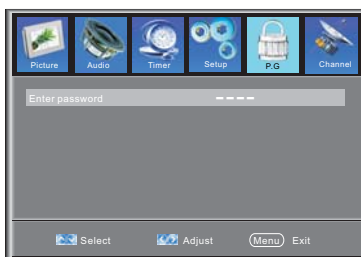 Picture Audio Timer Setup P.G Channel
Enter password ----
Select Adjust Menu Exit